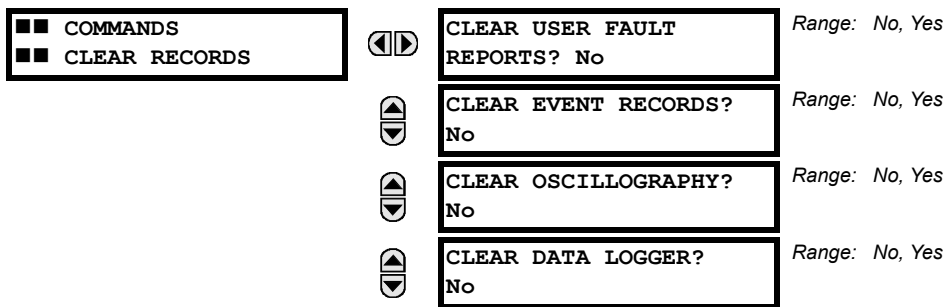 ■■ COMMANDS
■■ CLEAR RECORDS
CLEAR USER FAULT
REPORTS? No
Range: No, Yes
CLEAR EVENT RECORDS?
No
Range: No, Yes
CLEAR OSCILLOGRAPHY?
No
Range: No, Yes
CLEAR DATA LOGGER?
No
Range: No, Yes